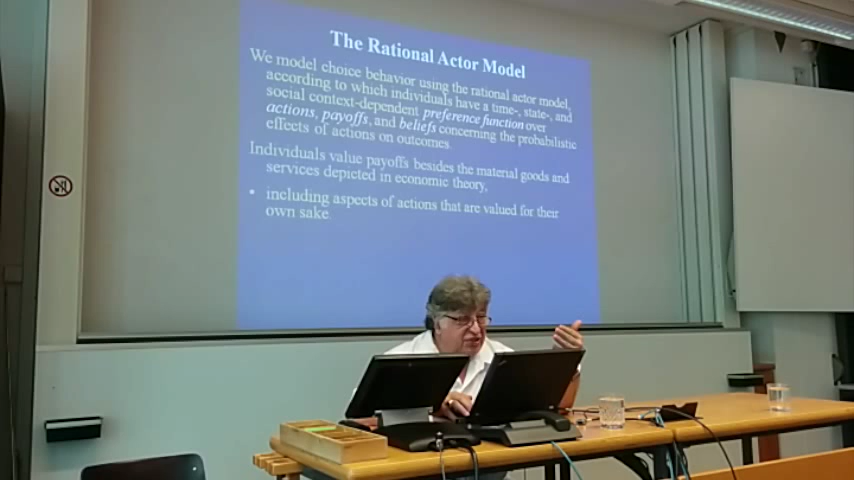 The Rational Actor Model
We model choice behavior using the rational actor model,
according to which individuals have a time-, state-, and
social context-dependent preference function over
actions, payoffs, and beliefs concerning the probabilistic
effects of actions on outcomes.
Individuals value payoffs besides the material goods and
services depicted in economic theory,
• including aspects of actions that are valued for their
own sake.